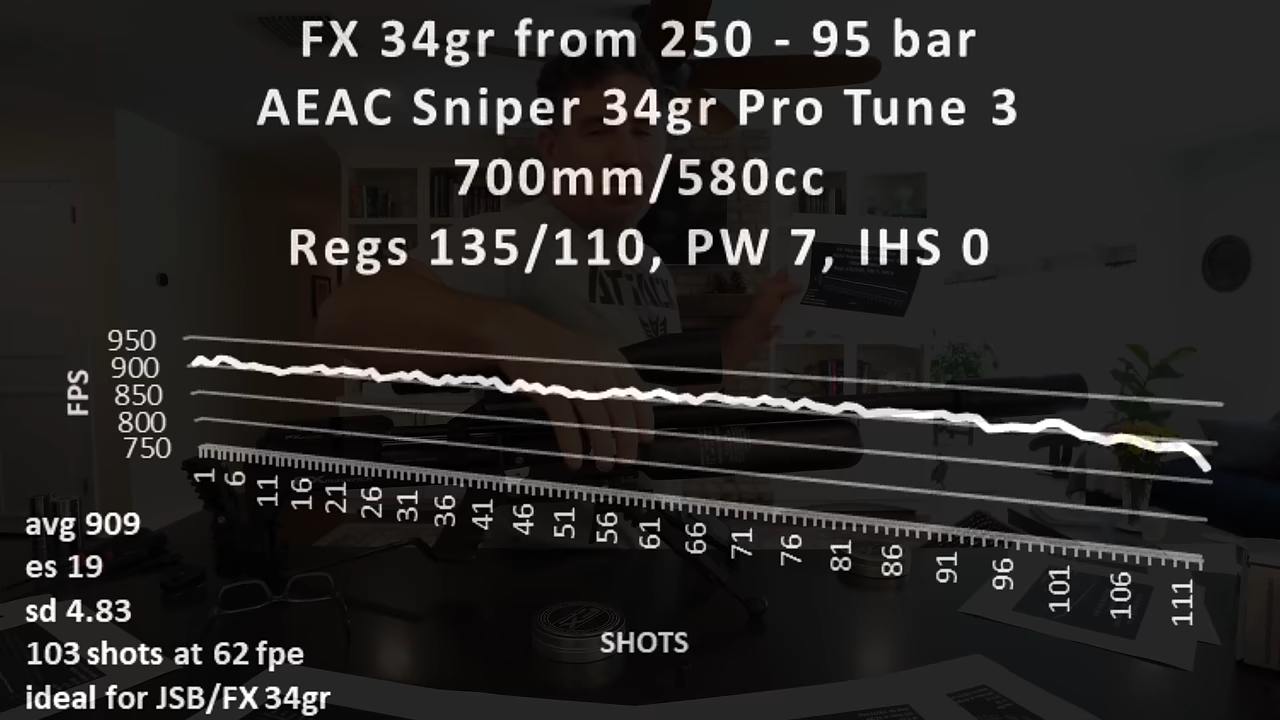 FX 34gr from 250 - 95 bar
AEAC Sniper 34gr Pro Tune 3
700mm/580cc
Regs 135/110, PW 7, IHS 0
950
900
850
800
750
FPS
1 6 11 16 21 26 31 36 41 46 51 56 61 66 71 76 81 86 91 96 101 106 111
SHOTS
avg 909
es 19
sd 4.83
103 shots at 62 fpe
ideal for JSB/FX 34gr